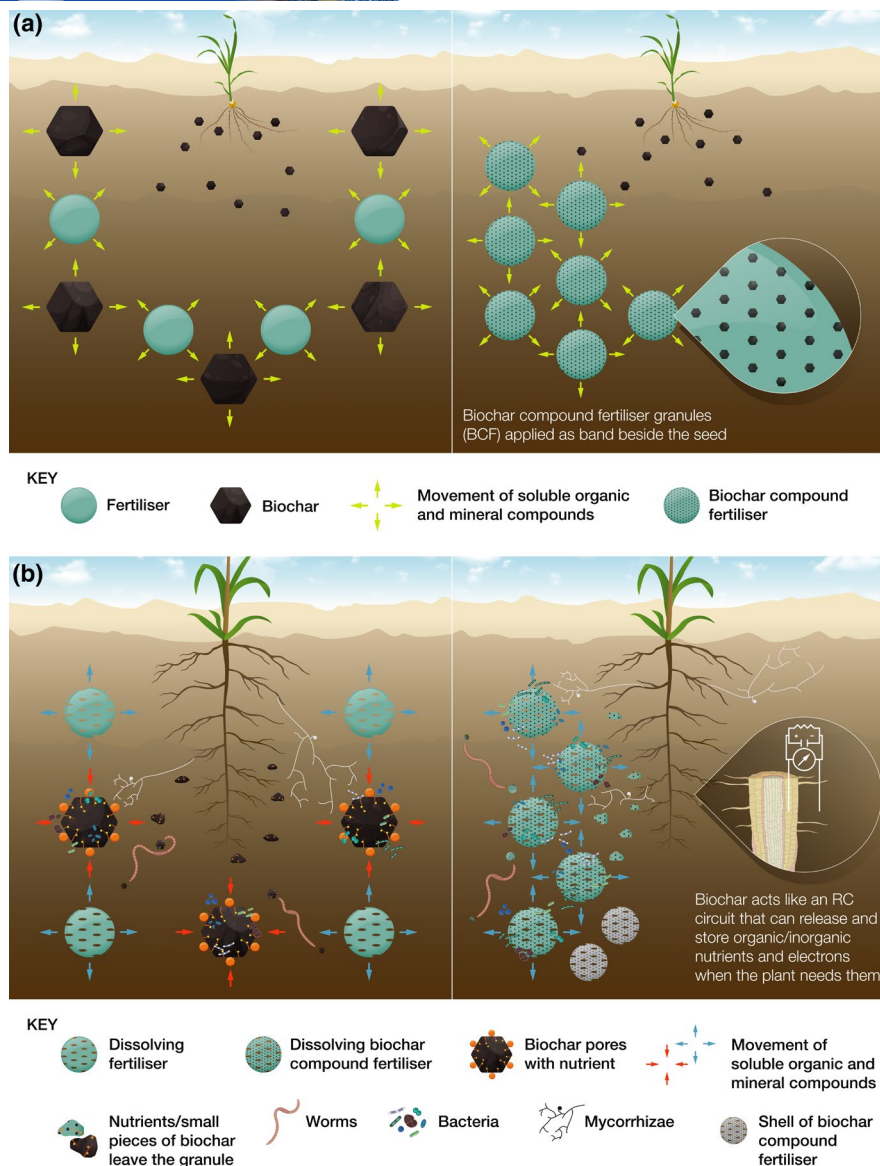 (a)
Biochar compound fertiliser granules
(BCF) applied as band beside the seed
KEY
Fertiliser
Biochar
Movement of soluble organic
and mineral compounds
Biochar compound
fertiliser
(b)
Biochar acts like an RC
circuit that can release and
store organic/inorganic
nutrients and electrons
when the plant needs them
KEY
Dissolving
fertiliser
Dissolving biochar
compound fertiliser
Biochar pores
with nutrient
Movement of
soluble organic and
mineral compounds
Nutrients/small
pieces of biochar
leave the granule
Worms
Bacteria
Mycorrhizae
Shell of biochar
compound
fertiliser